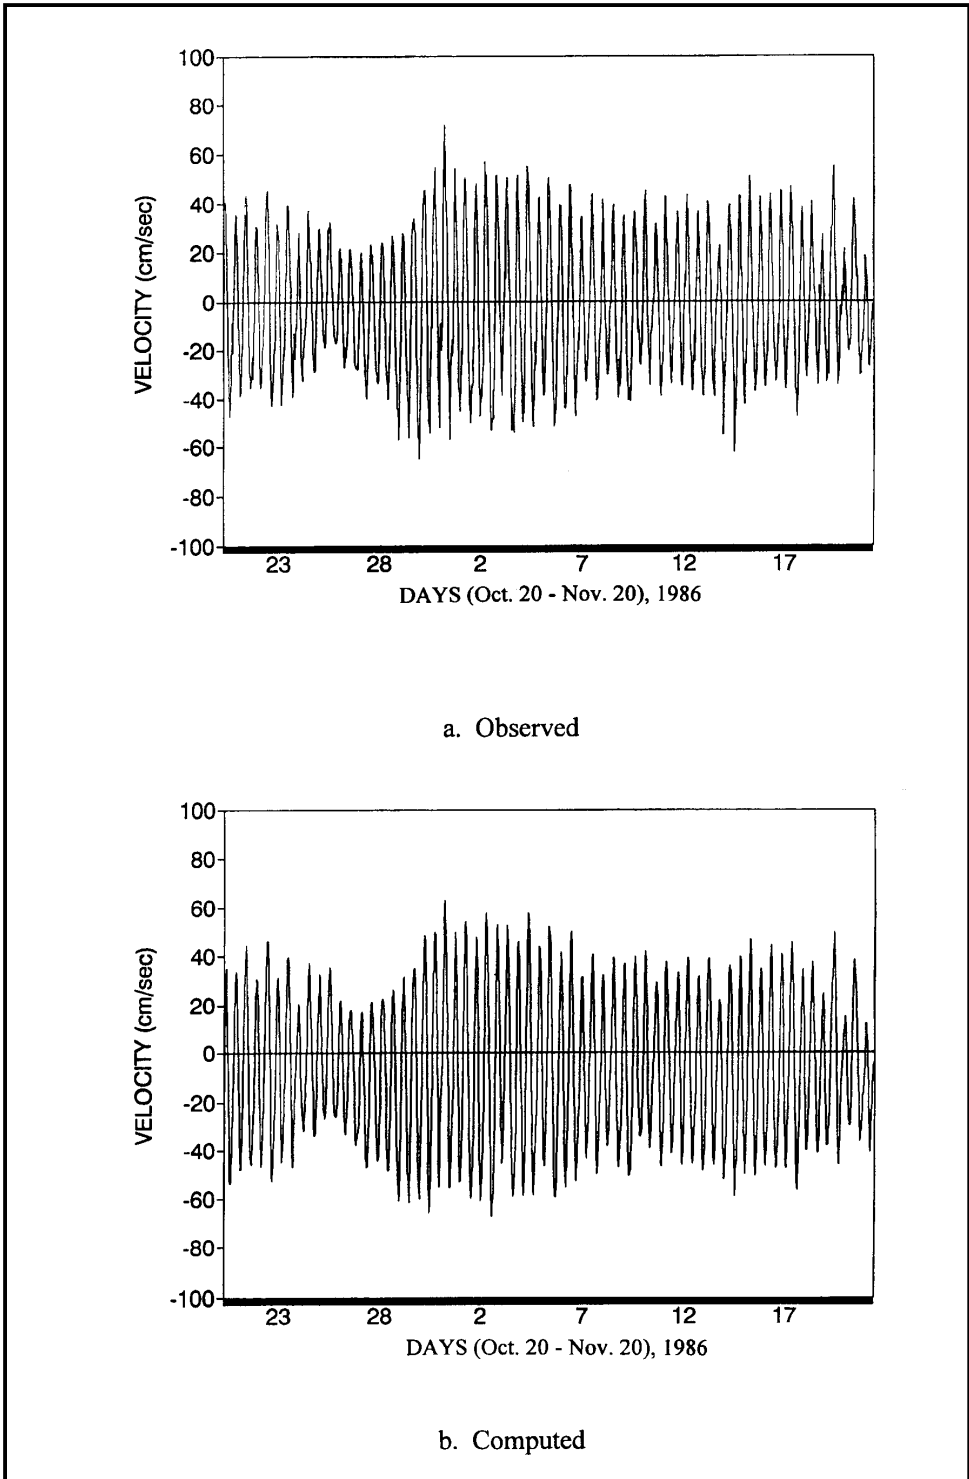 100
80
60
40
20
0
-20
-40
-60
-80
-100
VELOCITY (cm/sec)
23 28 2 7 12 17
DAYS (Oct. 20 - Nov. 20), 1986
a. Observed
100
80
60
40
20
0
-20
-40
-60
-80
-100
VELOCITY (cm/sec)
23 28 2 7 12 17
DAYS (Oct. 20 - Nov. 20), 1986
b. Computed